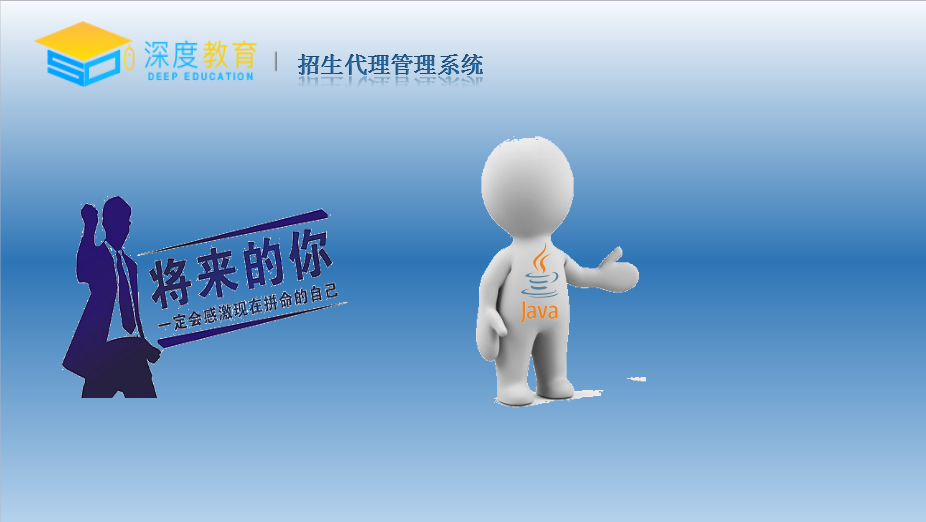 深度教育
DEEP EDUCATION
招生代理管理系统
将来的你
一定会感激现在拼命的自己
Java